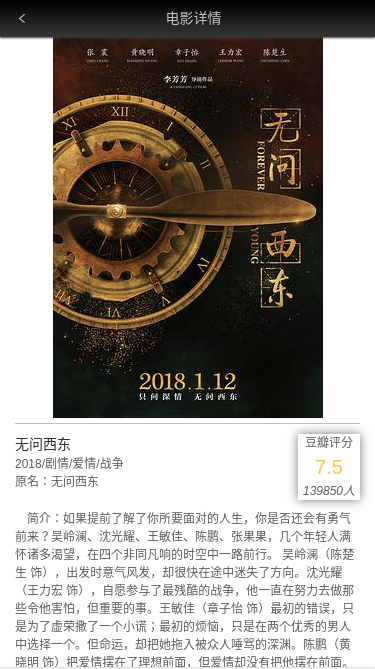 电影详情
张 震
黄晓明
章子怡
王力宏
陈楚生
李芳芳 导演作品
A FANGFANG LI FILM
XII
I
II
IV
V
VI
VII
XI
无问西东
FOREVER YOUNG
2018.1.12
只问深情 无问西东
无问西东
豆瓣评分
2018/剧情/爱情/战争
7.5
原名：无问西东
139850人
简介：如果提前了解了你所要面对的人生，你是否还会有勇气
前来？吴岭澜、沈光耀、王敏佳、陈鹏、张果果，几个年轻人满
怀诸多渴望，在四个非同凡响的时空中一路前行。 吴岭澜（陈楚
生 饰），出发时意气风发，却很快在途中迷失了方向。沈光耀
（王力宏 饰），自愿参与了最残酷的战争，他一直在努力去做那
些令他害怕，但重要的事。王敏佳（章子怡 饰）最初的错误，只
是为了虚荣撒了一个小谎；最初的烦恼，只是在两个优秀的男人
中选择一个。但命运，却把她拖入被众人唾骂的深渊。陈鹏（黄
晓明 饰）把爱情摆在了理想前面，但爱情却没有把他摆在前面。